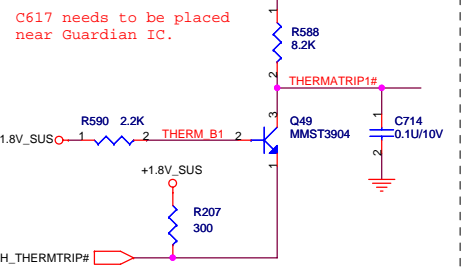 C617 needs to be placed
near Guardian IC.
R588
8.2K
1
2
THERMATRIP1#
R590 2.2K
3
Q49
MMST3904
1
C714
0.1U/10V
2
1.8V_SUS
1
2
THERM_B1
2
1
+1.8V_SUS
R207
300
H_THERMTRIP#